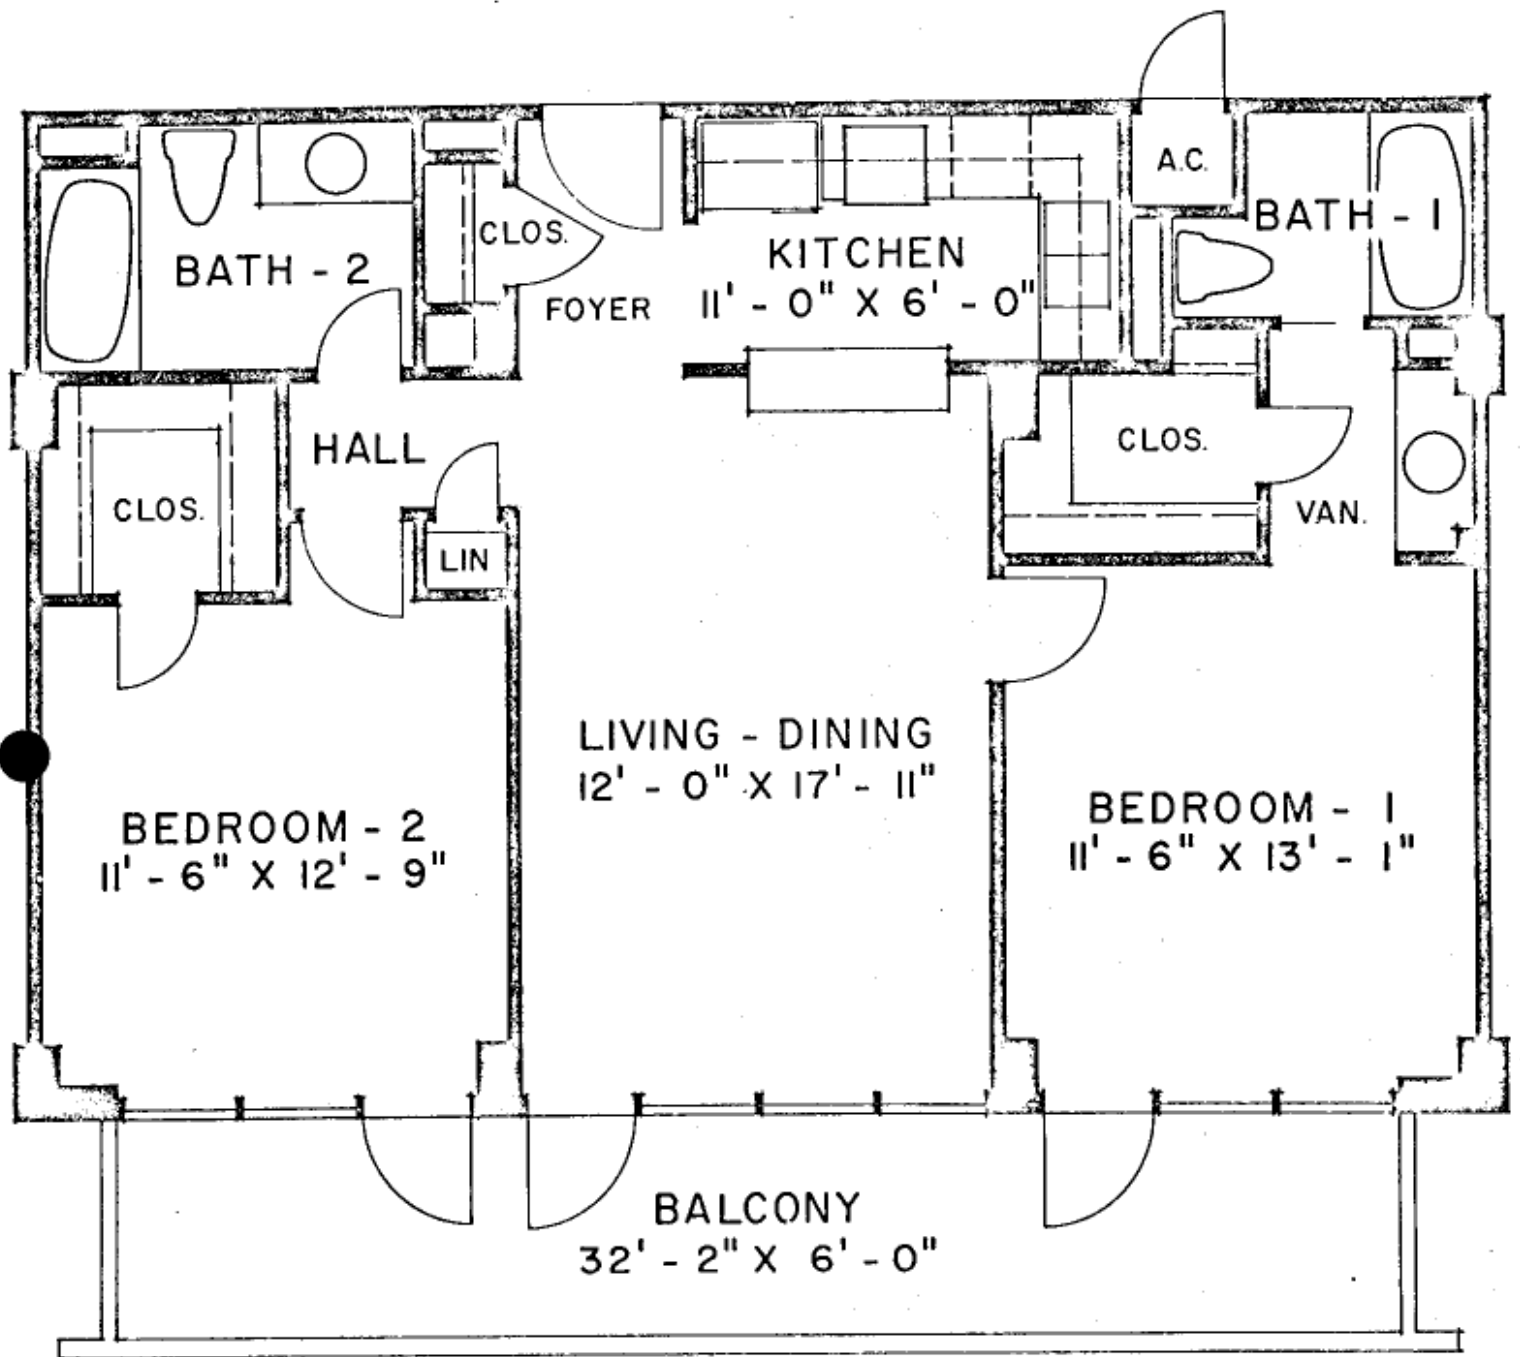 A.C.
BATH - 1
CLOS.
KITCHEN
11' - 0" X 6' - 0"
BATH - 2
FOYER
HALL
CLOS.
CLOS.
VAN.
LIN
LIVING - DINING
12' - 0" X 17' - 11"
BEDROOM - 2
11' - 6" X 12' - 9"
BEDROOM - 1
11' - 6" X 13' - 1"
BALCONY
32' - 2" X 6' - 0"